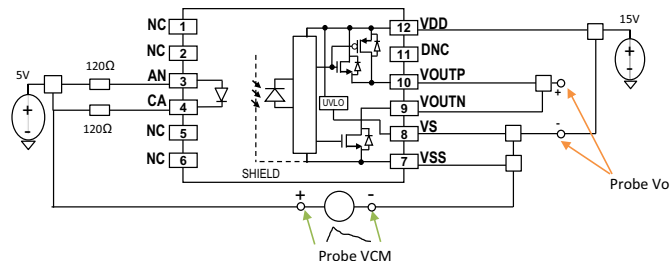 NC 1
12 VDD
15V
NC 2
11 DNC
120Ω
5V
AN 3
10 VOUTP
+
CA 4
UVLO
9 VOUTN
120Ω
NC 5
8 VS
-
NC 6
7 VSS
SHIELD
Probe Vo
+
-
Probe VCM